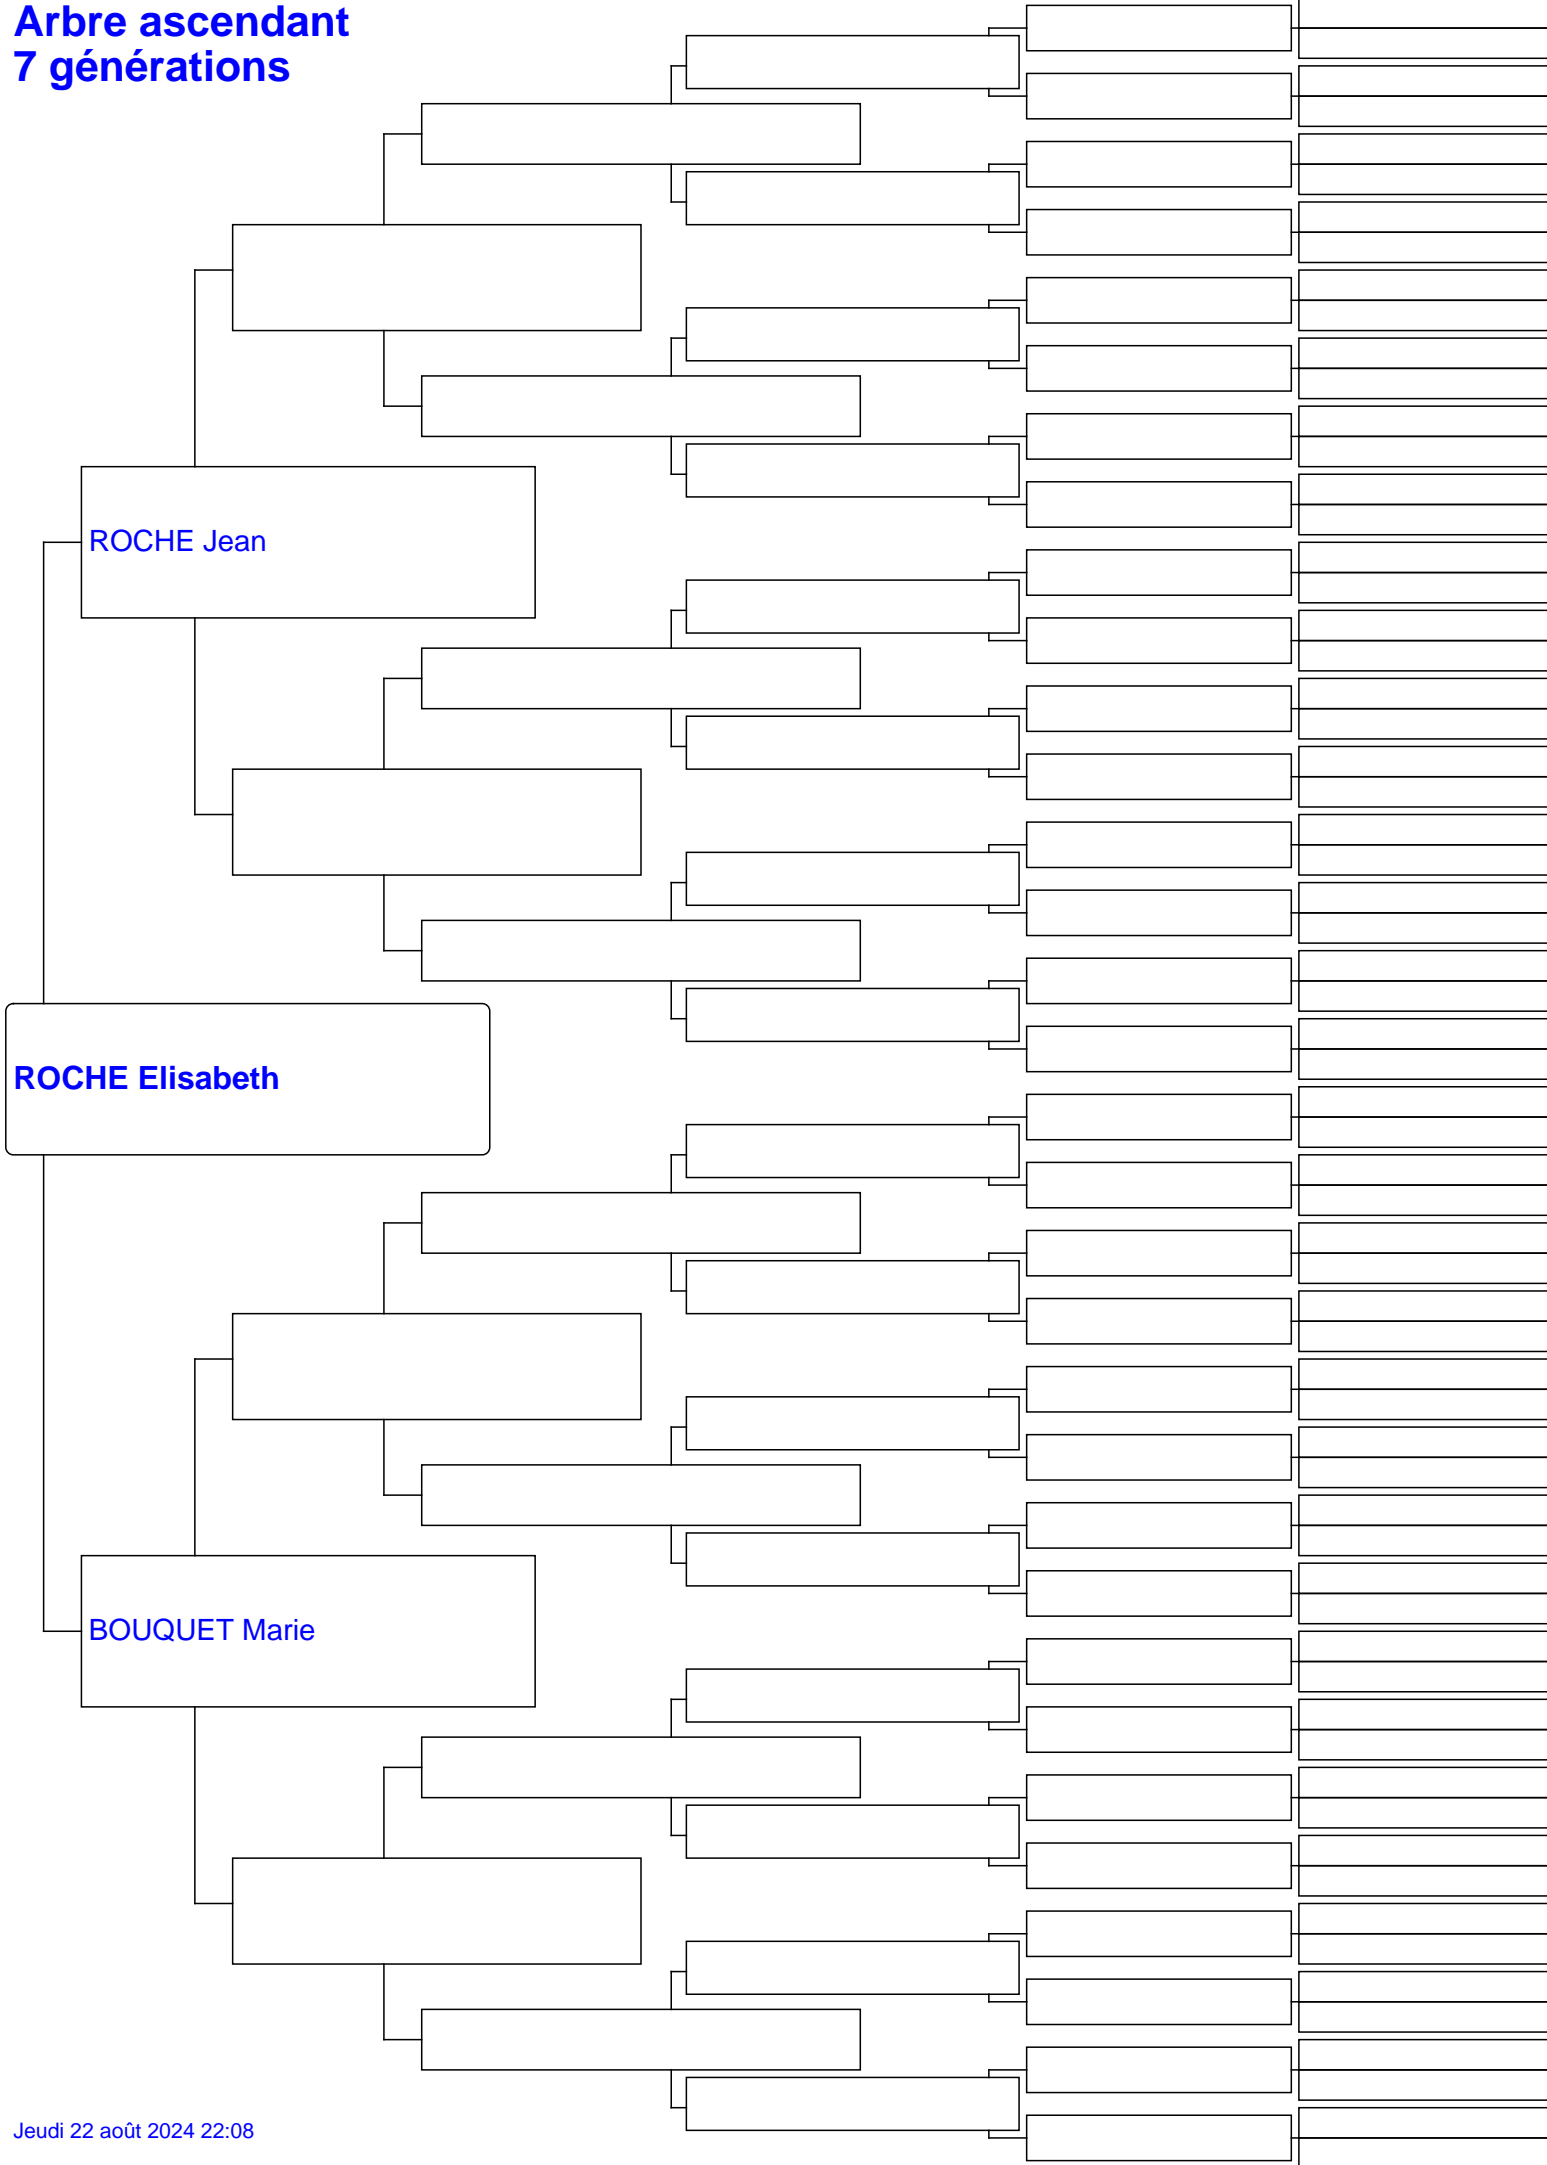 Arbre ascendant
7 générations
ROCHE Jean
ROCHE Elisabeth
BOUQUET Marie
Jeudi 22 août 2024 22:08